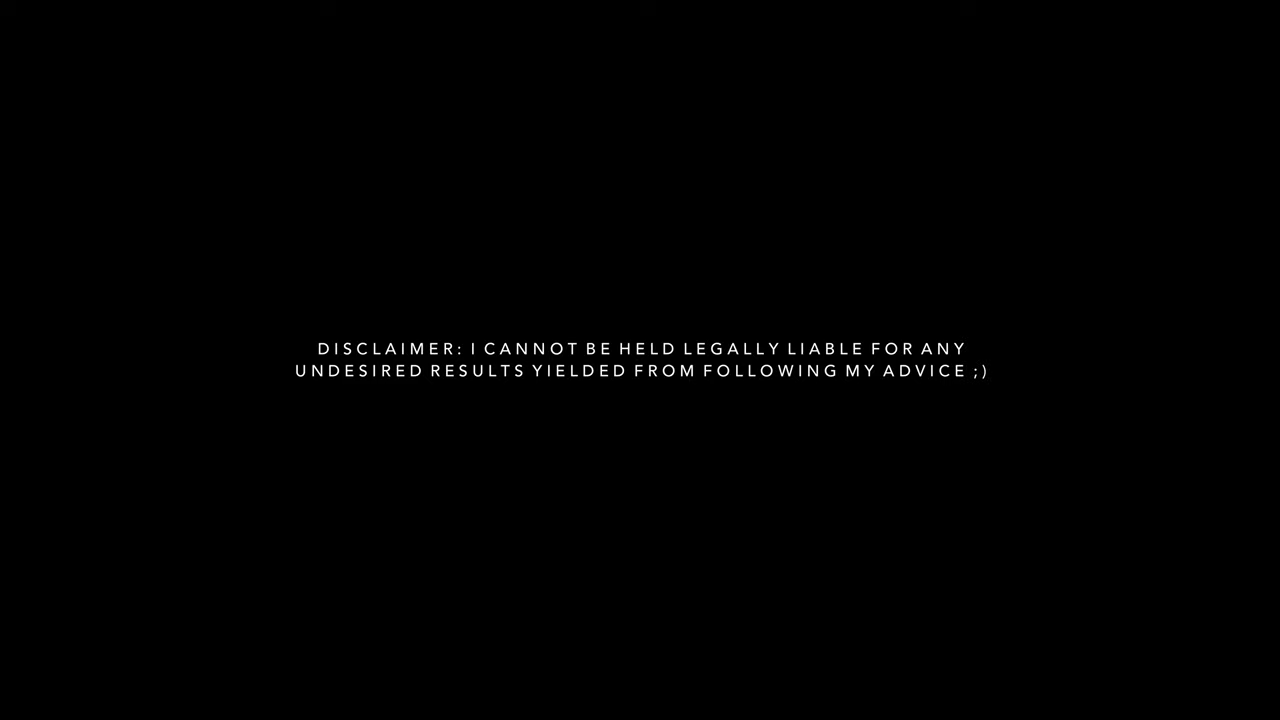 DISCLAIMER: I CANNOT BE HELD LEGALLY LIABLE FOR ANY
UNDESIRED RESULTS YIELDED FROM FOLLOWING MY ADVICE ;)